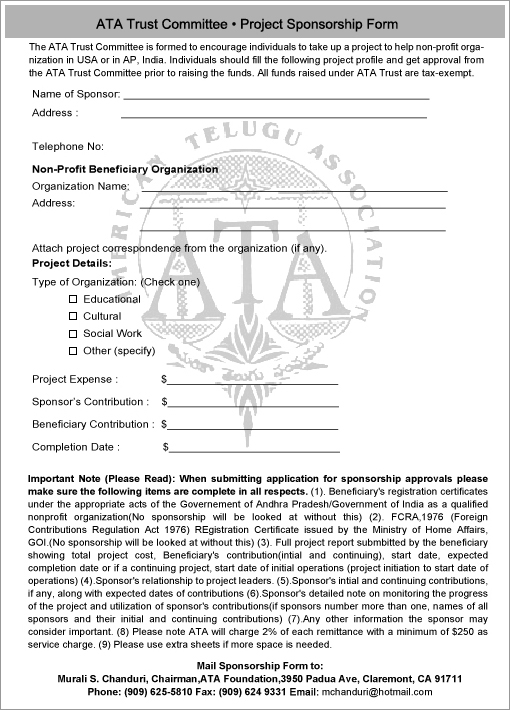 ATA Trust Committee • Project Sponsorship Form
The ATA Trust Committee is formed to encourage individuals to take up a project to help non-profit orga-
nization in USA or in AP, India. Individuals should fill the following project profile and get approval from
the ATA Trust Committee prior to raising the funds. All funds raised under ATA Trust are tax-exempt.
Name of Sponsor:
Address :
Telephone No:
AMERICAN TELUGU ASSOCIATION
ATA
Non-Profit Beneficiary Organization
Organization Name:
Address:
Attach project correspondence from the organization (if any).
Project Details:
Type of Organization: (Check one)
Educational
Cultural
Social Work
Other (specify)
Project Expense : $
Sponsor's Contribution : $
Beneficiary Contribution : $
Completion Date : $
Important Note (Please Read): When submitting application for sponsorship approvals please
make sure the following items are complete in all respects. (1). Beneficiary's registration certificates
under the appropriate acts of the Governement of Andhra Pradesh/Government of India as a qualified
nonprofit organization(No sponsorship will be looked at without this) (2). FCRA,1976 (Foreign
Contributions Regulation Act 1976) REgistration Certificate issued by the Ministry of Home Affairs,
GOI.(No sponsorship will be looked at without this) (3). Full project report submitted by the beneficiary
showing total project cost, Beneficiary's contribution(intial and continuing), start date, expected
completion date or if a continuing project, start date of initial operations (project initiation to start date of
operations) (4).Sponsor's relationship to project leaders. (5).Sponsor's intial and continuing contributions,
if any, along with expected dates of contributions (6).Sponsor's detailed note on monitoring the progress
of the project and utilization of sponsor's contributions(if sponsors number more than one, names of all
sponsors and their initial and continuing contributions) (7).Any other information the sponsor may
consider important. (8) Please note ATA will charge 2% of each remittance with a minimum of $250 as
service charge. (9) Please use extra sheets if more space is needed.
Mail Sponsorship Form to:
Murali S. Chanduri, Chairman,ATA Foundation,3950 Padua Ave, Claremont, CA 91711
Phone: (909) 625-5810 Fax: (909) 624 9331 Email: mchanduri@hotmail.com